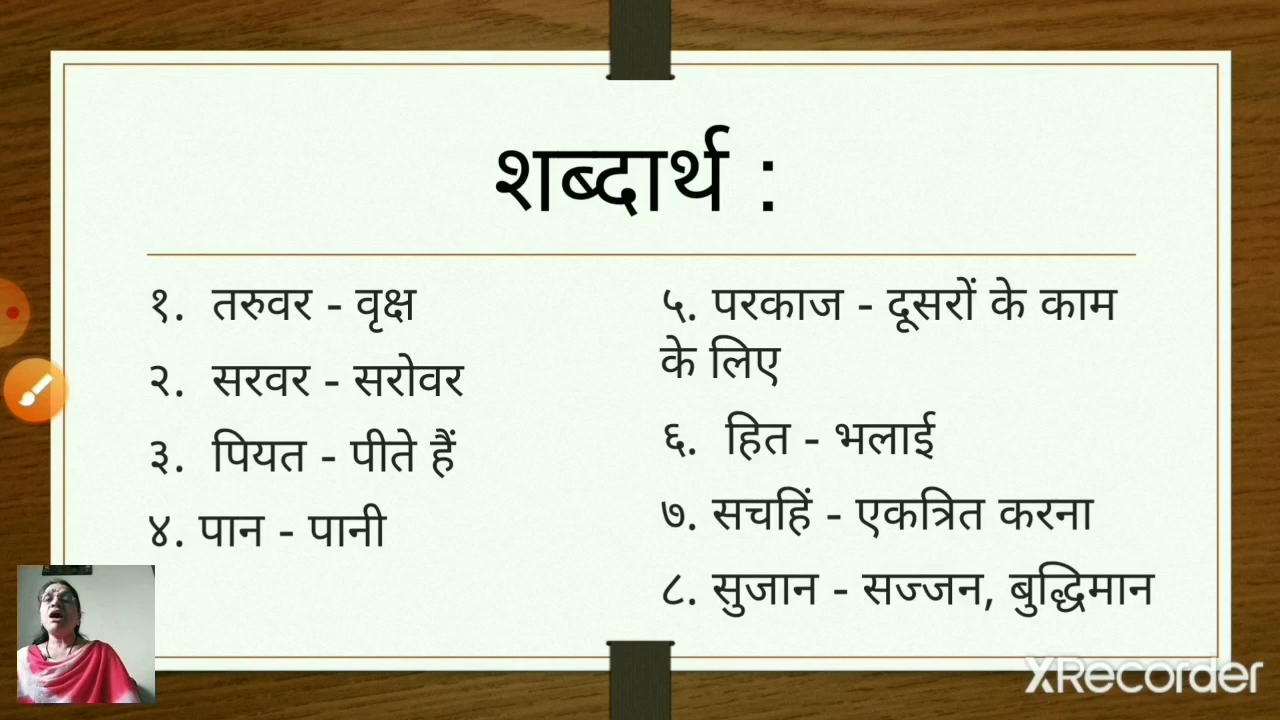 शब्दार्थ :
१. तरुवर - वृक्ष
२. सरवर - सरोवर
३. पियत - पीते हैं
४. पान - पानी
५. परकाज - दूसरों के काम
के लिए
६. हित - भलाई
७. सचहिं - एकत्रित करना
८. सुजान - सज्जन, बुद्धिमान
XRecorder